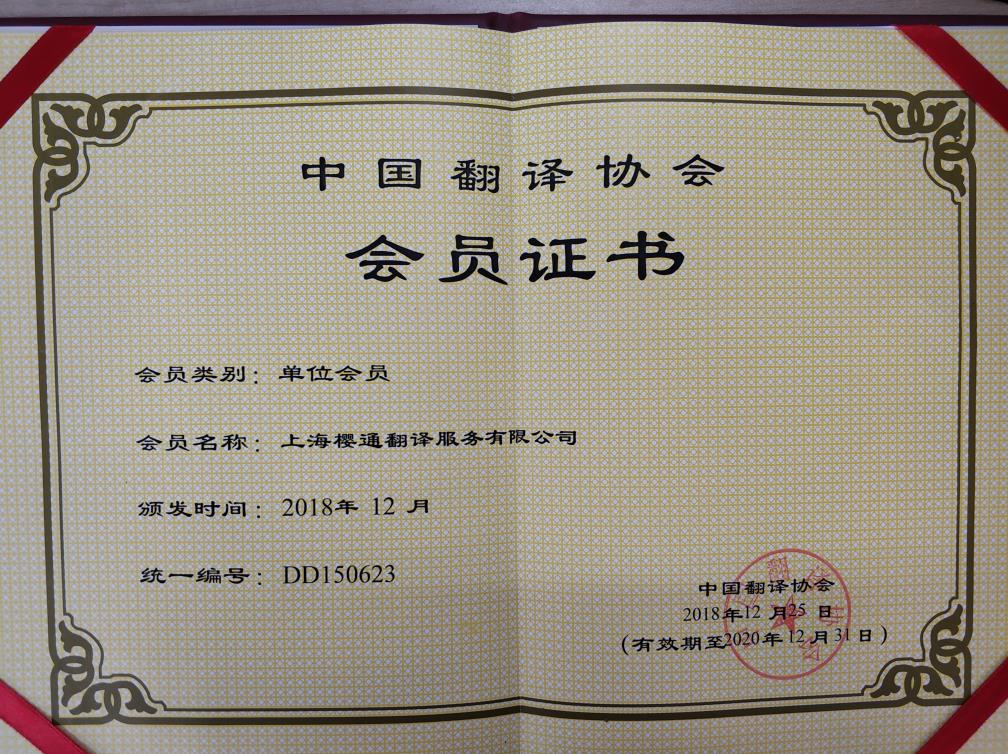 中国翻译协会
会员证书
会员类别：单位会员
会员名称：上海樱通翻译服务有限公司
颁发时间：2018年 12 月
统一编号：DD150623
中国翻译协会
2018年12 月25 日
（有效期至2020年12月31日）